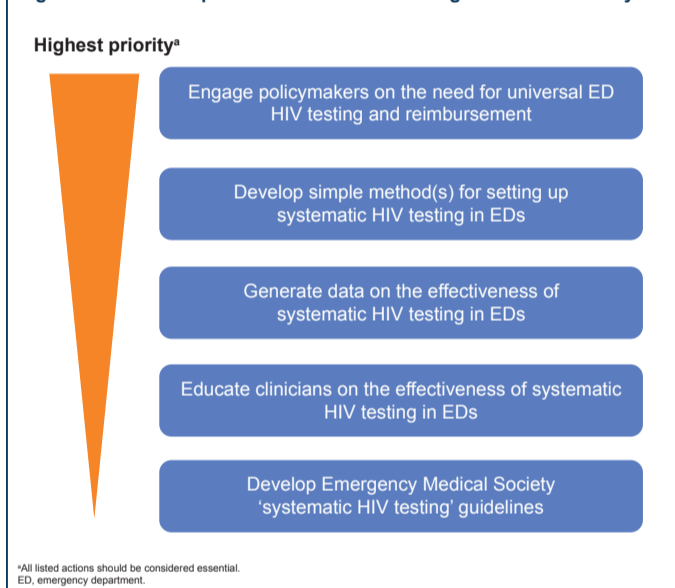 Highest priorityª
Engage policymakers on the need for universal ED
HIV testing and reimbursement
Develop simple method(s) for setting up
systematic HIV testing in EDs
Generate data on the effectiveness of
systematic HIV testing in EDs
Educate clinicians on the effectiveness of systematic
HIV testing in EDs
Develop Emergency Medical Society
‘systematic HIV testing’ guidelines
ªAll listed actions should be considered essential.
ED, emergency department.